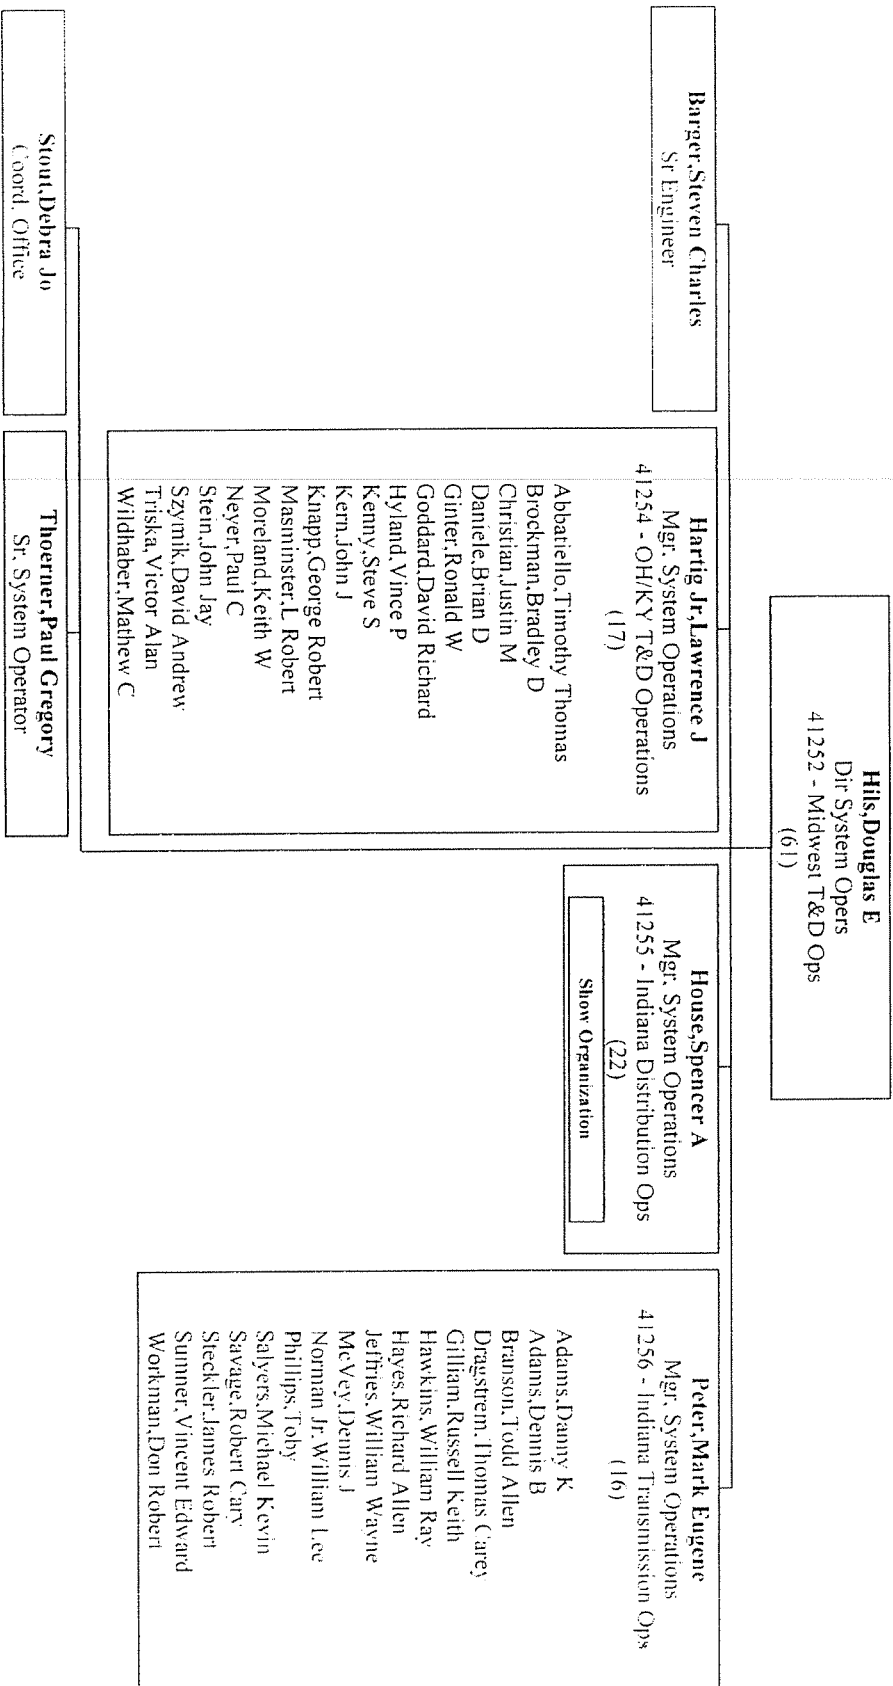 Hils,Douglas E
Dir System Opers
41252 - Midwest T&D Ops
(61)
Barger,Steven Charles
Sr Engineer
Hartig Jr,Lawrence J
Mgr. System Operations
41254 - OH/KY T&D Operations
(17)
Abbatiello,Timothy Thomas
Brockman,Bradley D
Christian,Justin M
Daniele,Brian D
Ginter,Ronald W
Goddard,David Richard
Hyland,Vince P
Kenny,Steve S
Kern,John J
Knapp,George Robert
Masminster,L Robert
Moreland,Keith W
Neyer,Paul C
Stein,John Jay
Szymik,David Andrew
Triska,Victor Alan
Wildhaber,Mathew C
House,Spencer A
Mgr. System Operations
41255 - Indiana Distribution Ops
(22)
Show Organization
Peter,Mark Eugene
Mgr. System Operations
41256 - Indiana Transmission Ops
(16)
Adams,Danny K
Adams,Dennis B
Branson,Todd Allen
Dragstrem,Thomas Carey
Gilliam,Russell Keith
Hawkins,William Ray
Hayes,Richard Allen
Jeffries,William Wayne
McVey,Dennis J
Norman Jr,William Lee
Phillips,Toby
Salyers,Michael Kevin
Savage,Robert Cary
Steckler,James Robert
Sumner,Vincent Edward
Workman,Don Robert
Stout,Debra Jo
Coord. Office
Thoerner,Paul Gregory
Sr. System Operator